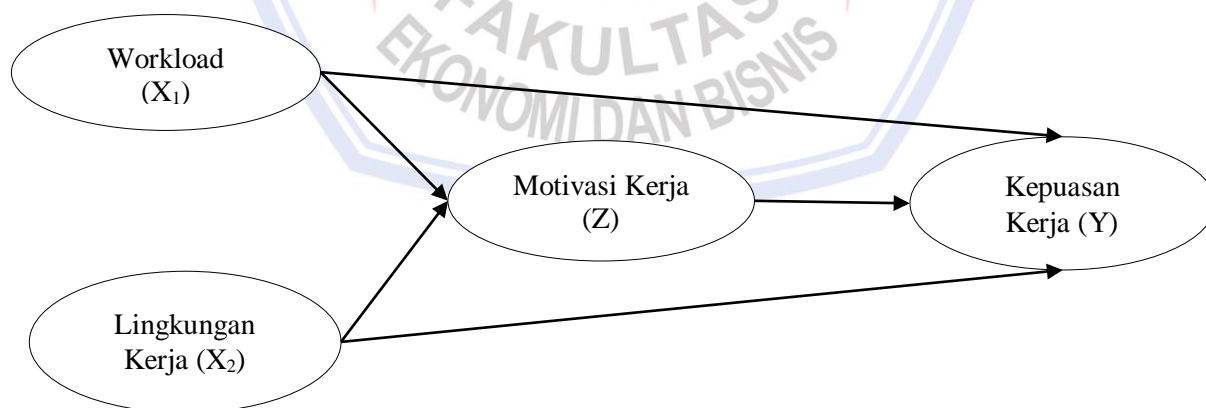 FAKULTAS
EKONOMI DAN BISNIS
Workload
(X₁)
Motivasi Kerja
(Z)
Kepuasan
Kerja (Y)
Lingkungan
Kerja (X₂)